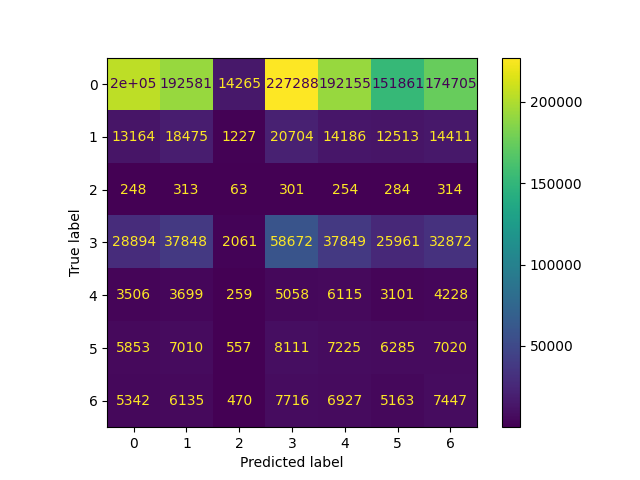 0 2e+05 192581 14265 227288 192155 151861 174705
1 13164 18475 1227 20704 14186 12513 14411
2 248 313 63 301 254 284 314
3 28894 37848 2061 58672 37849 25961 32872
4 3506 3699 259 5058 6115 3101 4228
5 5853 7010 557 8111 7225 6285 7020
6 5342 6135 470 7716 6927 5163 7447
0 1 2 3 4 5 6
Predicted label
True label
200000
150000
100000
50000